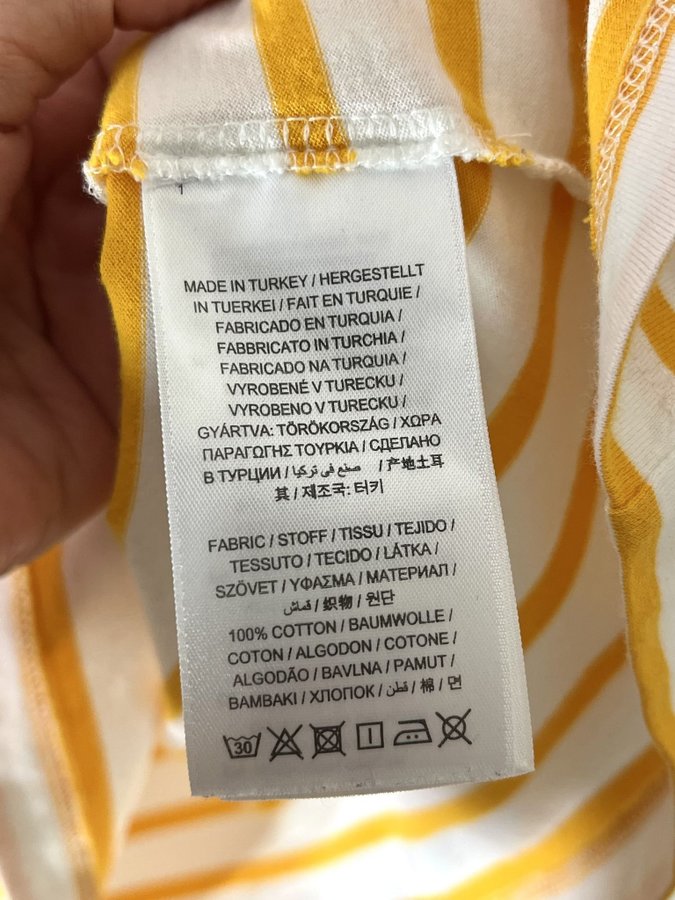 1
MADE IN TURKEY / HERGESTELLT
IN TUERKEI / FAIT EN TURQUIE /
FABRICADO EN TURQUIA /
FABBRICATO IN TURCHIA /
FABRICADO NA TURQUIA /
VYROBENÉ V TURECKU /
VYROBENO V TURECKU /
GYÁRTVA: TÖRÖKORSZÁG / ΧΩΡΑ
ΠΑΡΑΓΩΓΗΣ ΤΟΥΡΚΙΑ / СДЕЛАНО
В ТУРЦИИ / صنع في تركيا / 产地土耳
其 / 제조국: 터키
FABRIC / STOFF / TISSU / TEJIDO /
TESSUTO / TECIDO / LÁTKA /
SZÖVET / ΥΦΑΣΜΑ / МАТЕРИАЛ /
قماش / 织物 / 원단
100% COTTON / BAUMWOLLE /
COTON / ALGODON / COTONE /
ALGODÃO / BAVLNA / PAMUT /
BAMBAKI / ХЛОПОК / قطن / 棉 / 면
30